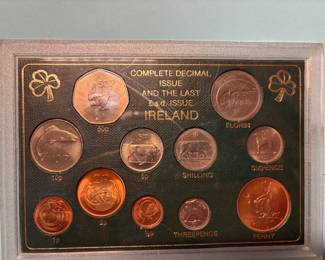 COMPLETE DECIMAL
ISSUE
AND THE LAST
£.s.d. ISSUE.
IRELAND
50p
FLORIN
10p
5p
SHILLING
SIXPENCE
1p
2p
½p
THREEPENCE
PENNY